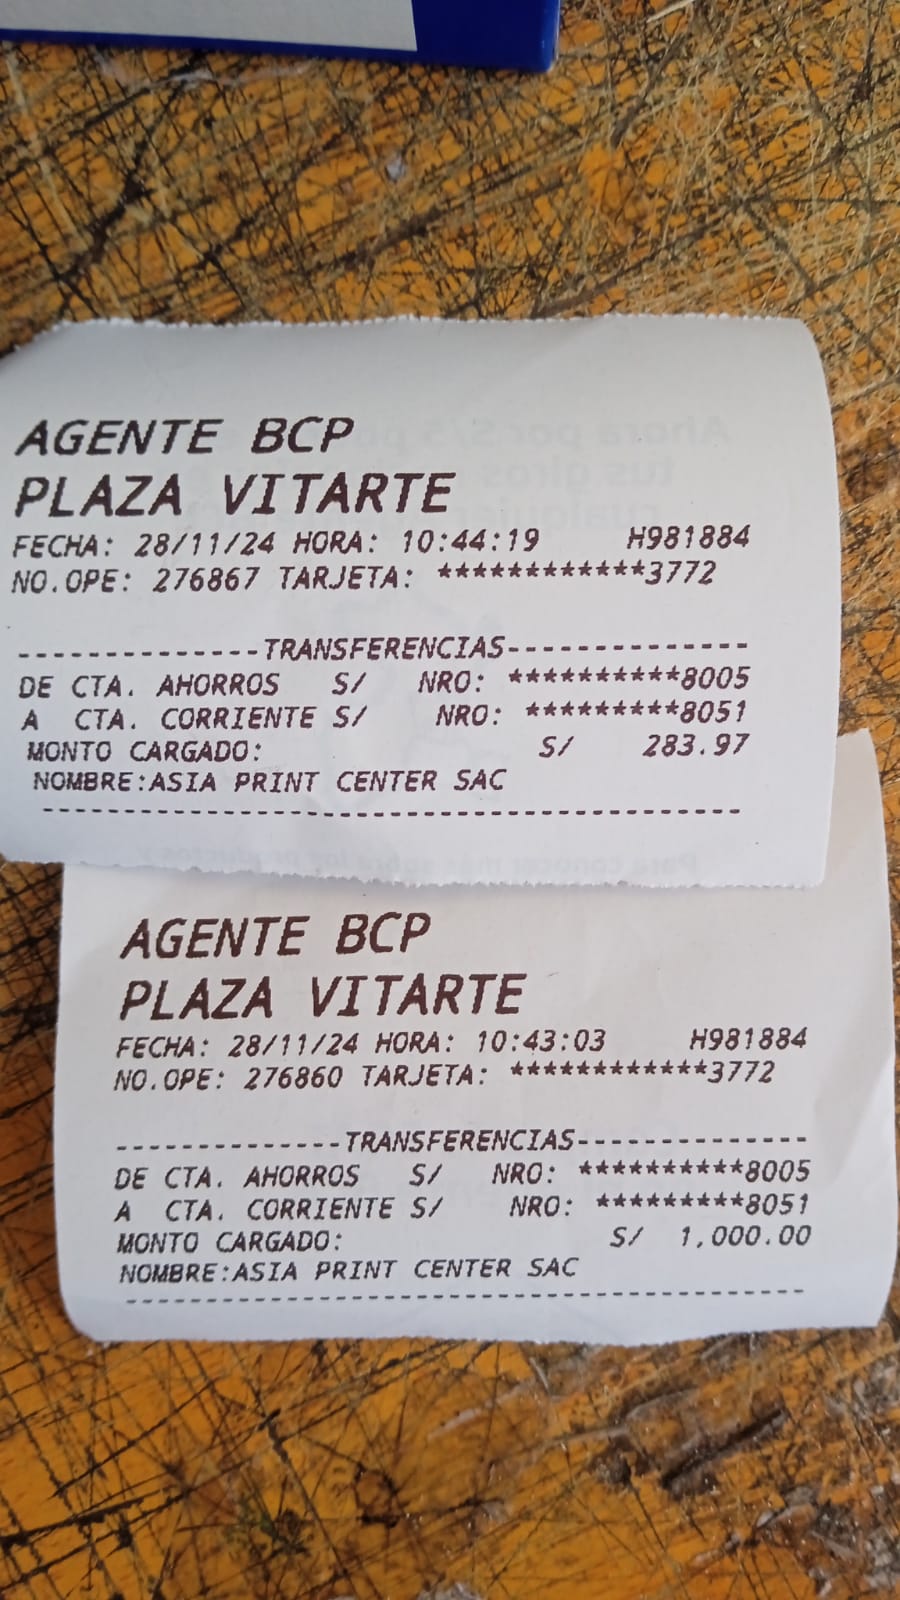 AGENTE BCP
PLAZA VITARTE
FECHA: 28/11/24 HORA: 10:44:19 H981884
NO.OPE: 276867 TARJETA: ************3772
--------------TRANSFERENCIAS--------------
DE CTA. AHORROS S/ NRO: **********8005
A CTA. CORRIENTE S/ NRO: *********8051
MONTO CARGADO: S/ 283.97
NOMBRE:ASIA PRINT CENTER SAC
------------------------------------------
AGENTE BCP
PLAZA VITARTE
FECHA: 28/11/24 HORA: 10:43:03 H981884
NO.OPE: 276860 TARJETA: ************3772
--------------TRANSFERENCIAS--------------
DE CTA. AHORROS S/ NRO: **********8005
A CTA. CORRIENTE S/ NRO: *********8051
MONTO CARGADO: S/ 1,000.00
NOMBRE:ASIA PRINT CENTER SAC
------------------------------------------